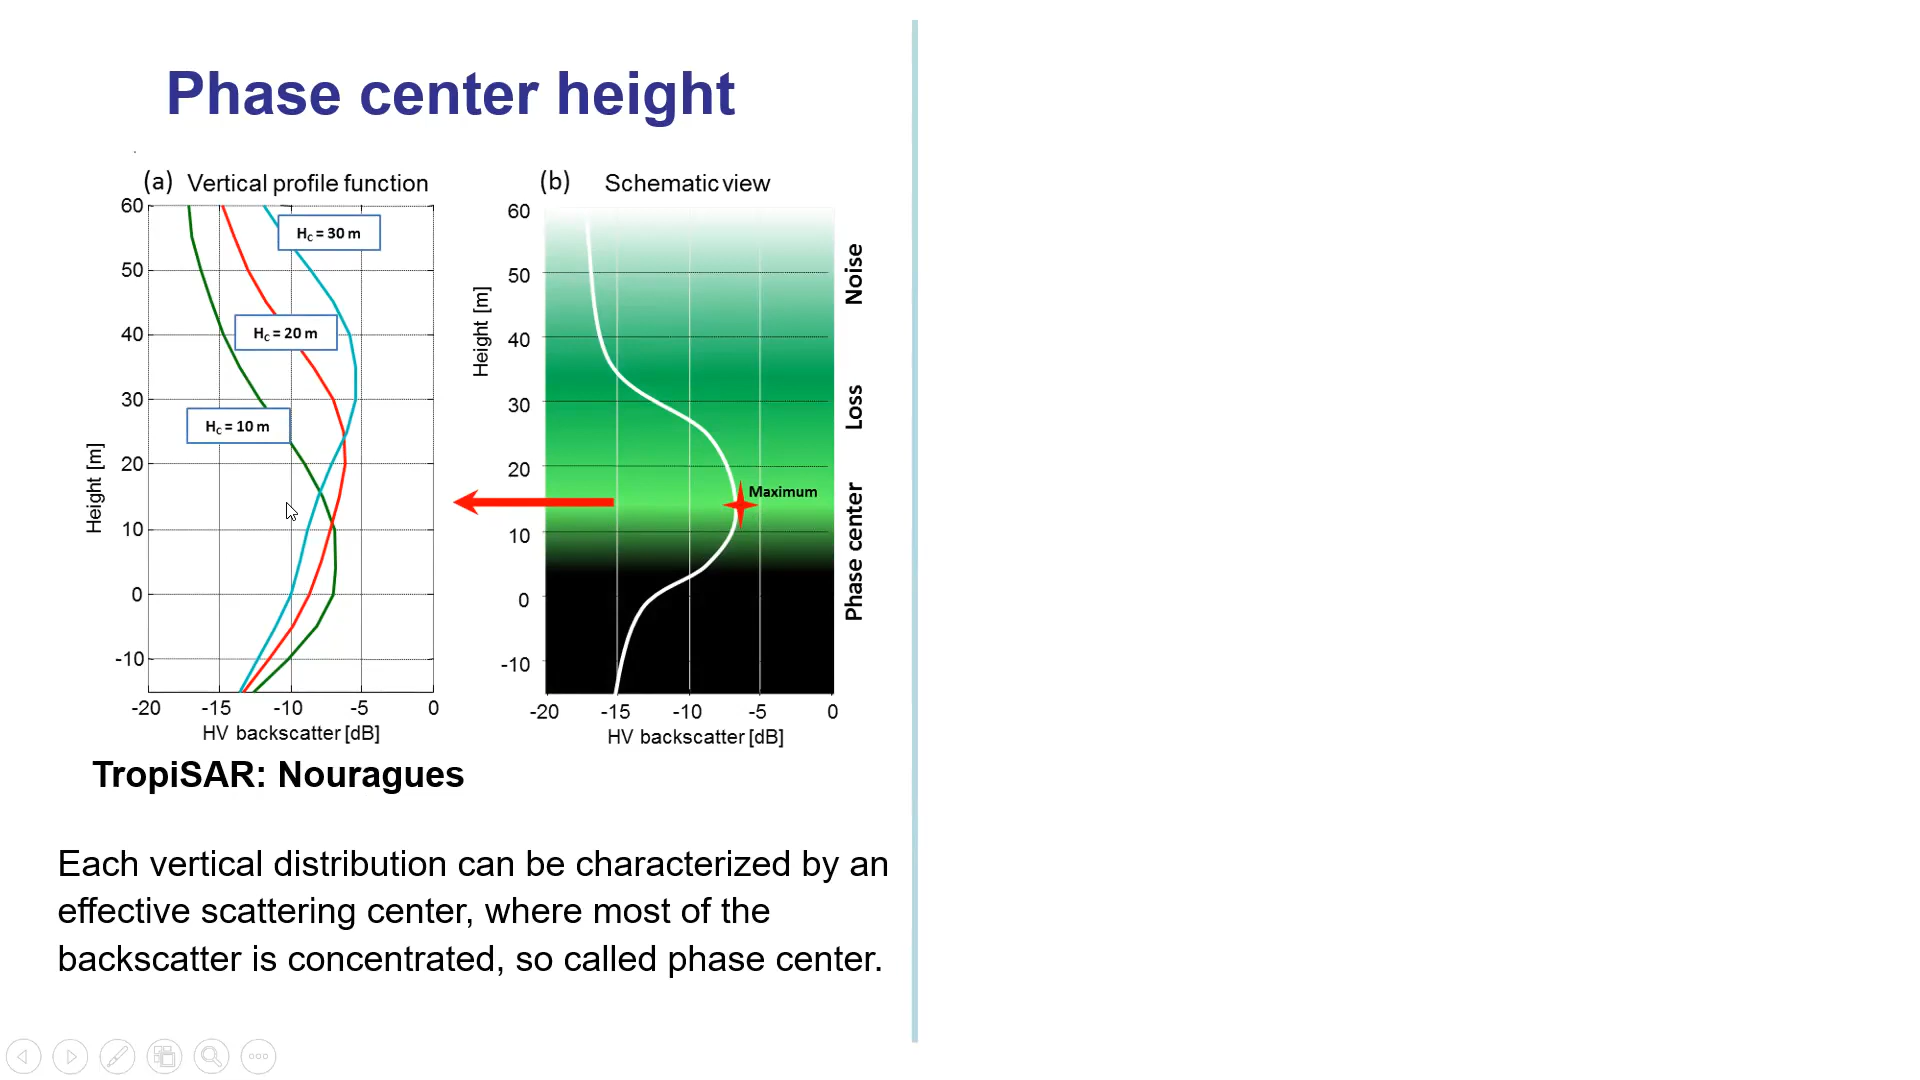 Phase center height
(a) Vertical profile function
(b) Schematic view
60
50
40
30
20
10
0
-10
Height [m]
H_C = 30 m
H_C = 20 m
H_C = 10 m
-20 -15 -10 -5 0
HV backscatter [dB]
60
50
40
30
20
10
0
-10
Height [m]
Maximum
Noise
Loss
Phase center
-20 -15 -10 -5 0
HV backscatter [dB]
TropiSAR: Nouragues
Each vertical distribution can be characterized by an
effective scattering center, where most of the
backscatter is concentrated, so called phase center.